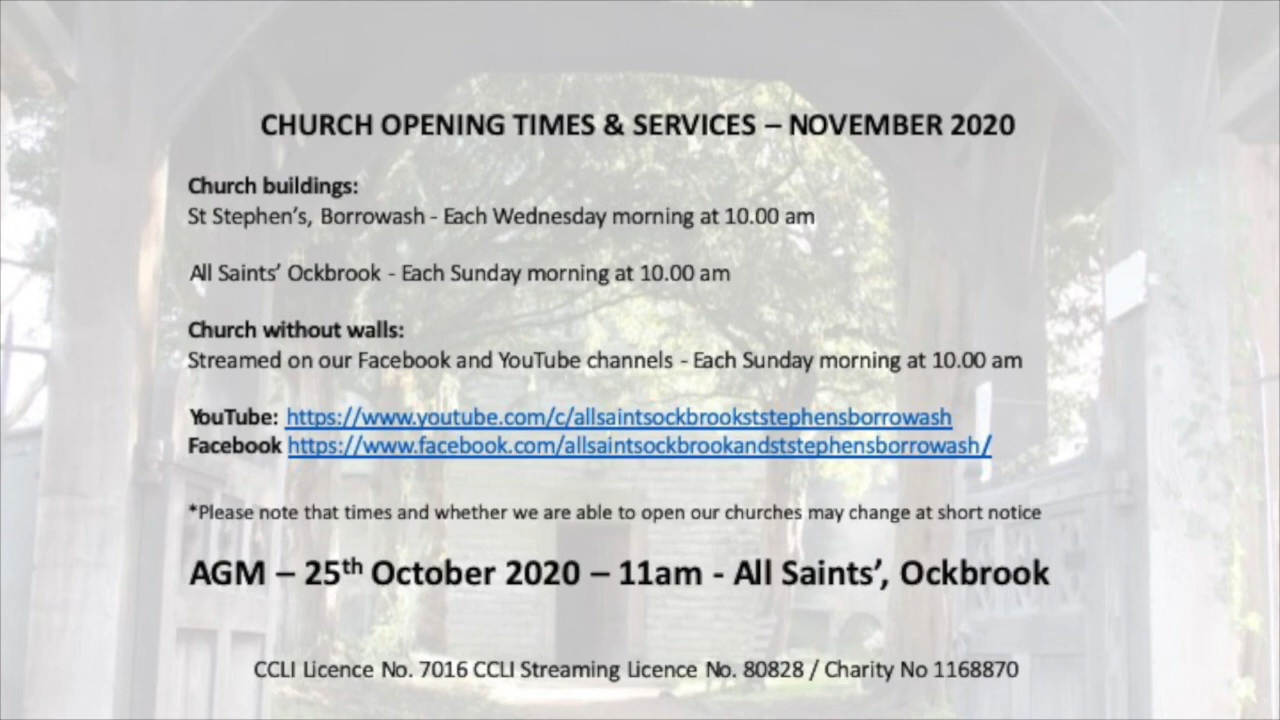 CHURCH OPENING TIMES & SERVICES – NOVEMBER 2020
Church buildings:
St Stephen's, Borrowash - Each Wednesday morning at 10.00 am
All Saints' Ockbrook - Each Sunday morning at 10.00 am
Church without walls:
Streamed on our Facebook and YouTube channels - Each Sunday morning at 10.00 am
YouTube: https://www.youtube.com/c/allsaintsockbrookststephensborrowash
Facebook https://www.facebook.com/allsaintsockbrookandststephensborrowash/
*Please note that times and whether we are able to open our churches may change at short notice
AGM – 25th October 2020 – 11am - All Saints', Ockbrook
CCLI Licence No. 7016 CCLI Streaming Licence No. 80828 / Charity No 1168870